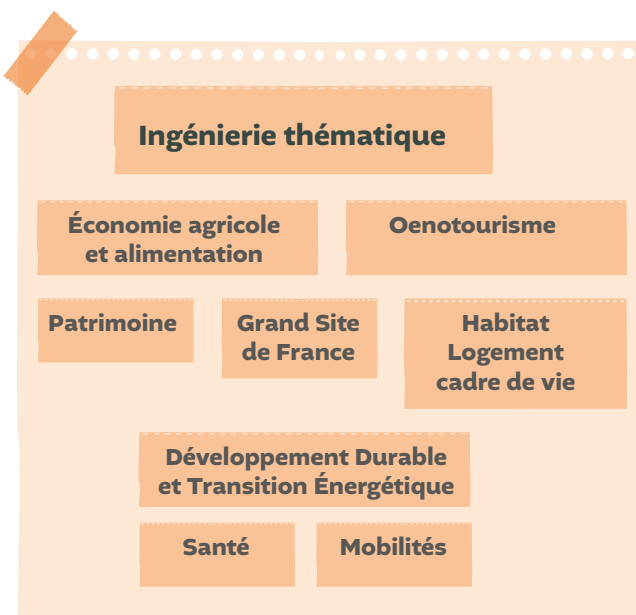 Ingénierie thématique
Économie agricole
et alimentation
Oenotourisme
Patrimoine
Grand Site
de France
Habitat
Logement
cadre de vie
Développement Durable
et Transition Énergétique
Santé
Mobilités